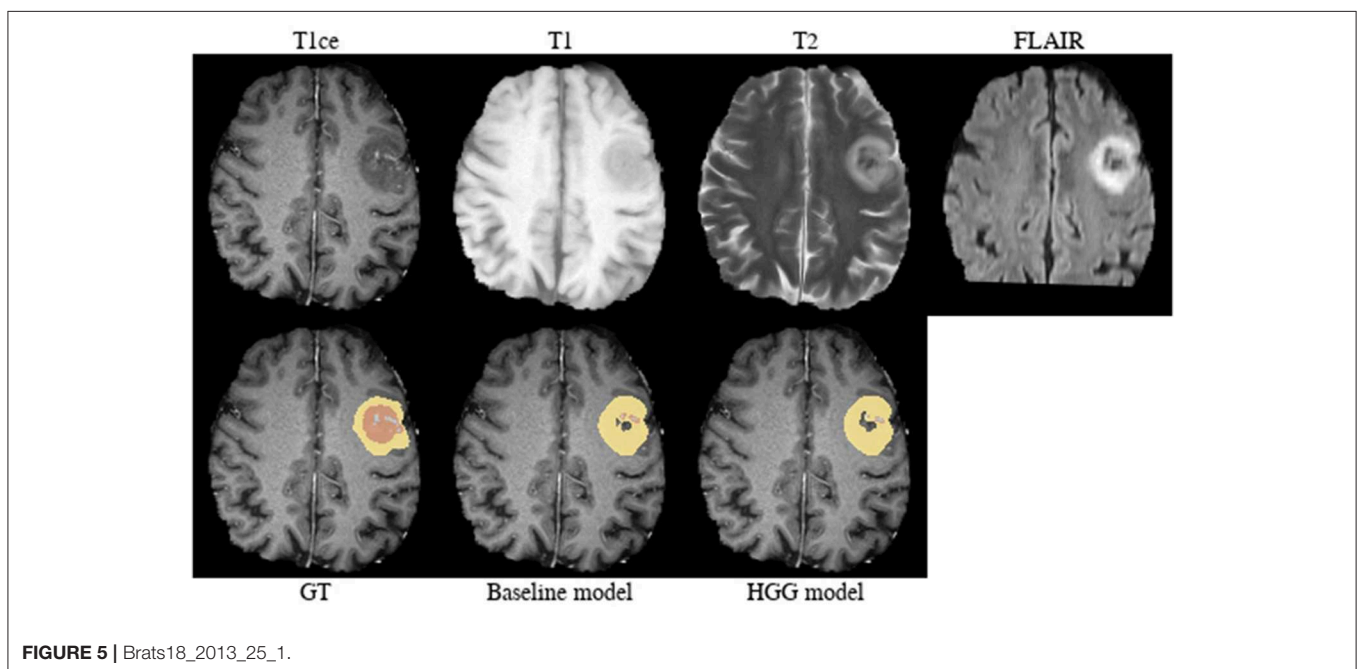 T1ce T1 T2 FLAIR
GT Baseline model HGG model
FIGURE 5 | Brats18_2013_25_1.